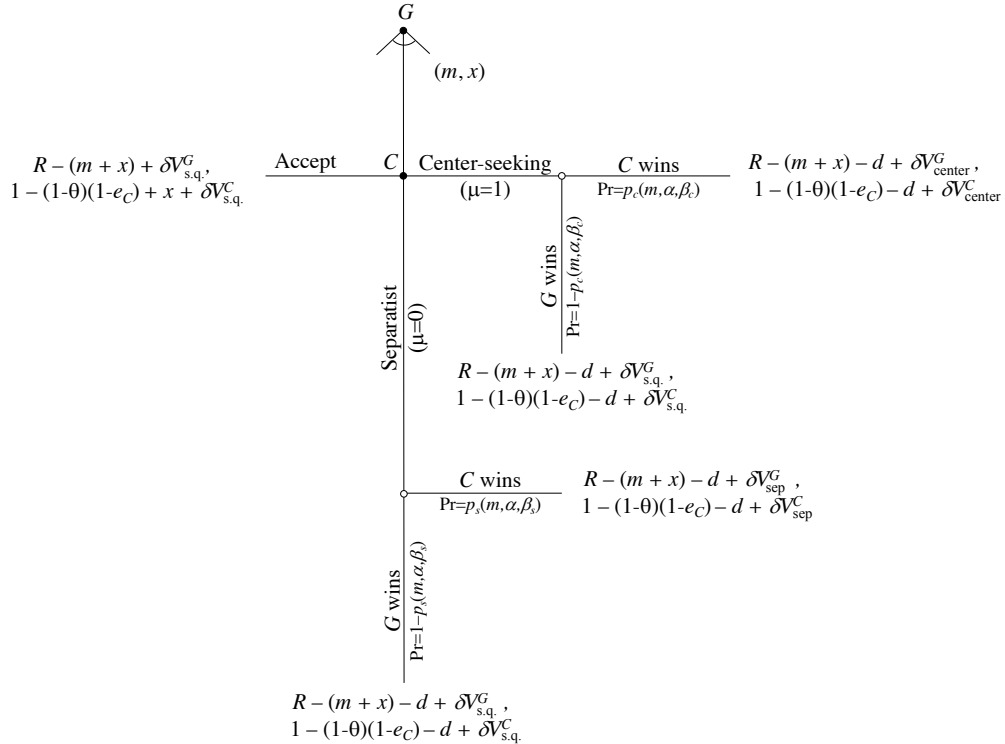 G
(m, x)
R – (m + x) + δV^G_s.q. ,
1 – (1-θ)(1-e_C) + x + δV^C_s.q.
Accept
C
Center-seeking
(μ=1)
C wins
Pr=p_c(m,α,β_c)
R – (m + x) – d + δV^G_center ,
1 – (1-θ)(1-e_C) – d + δV^C_center
G wins
Pr=1–p_c(m,α,β_c)
R – (m + x) – d + δV^G_s.q. ,
1 – (1-θ)(1-e_C) – d + δV^C_s.q.
Separatist
(μ=0)
C wins
Pr=p_s(m,α,β_s)
R – (m + x) – d + δV^G_sep ,
1 – (1-θ)(1-e_C) – d + δV^C_sep
G wins
Pr=1–p_s(m,α,β_s)
R – (m + x) – d + δV^G_s.q. ,
1 – (1-θ)(1-e_C) – d + δV^C_s.q.